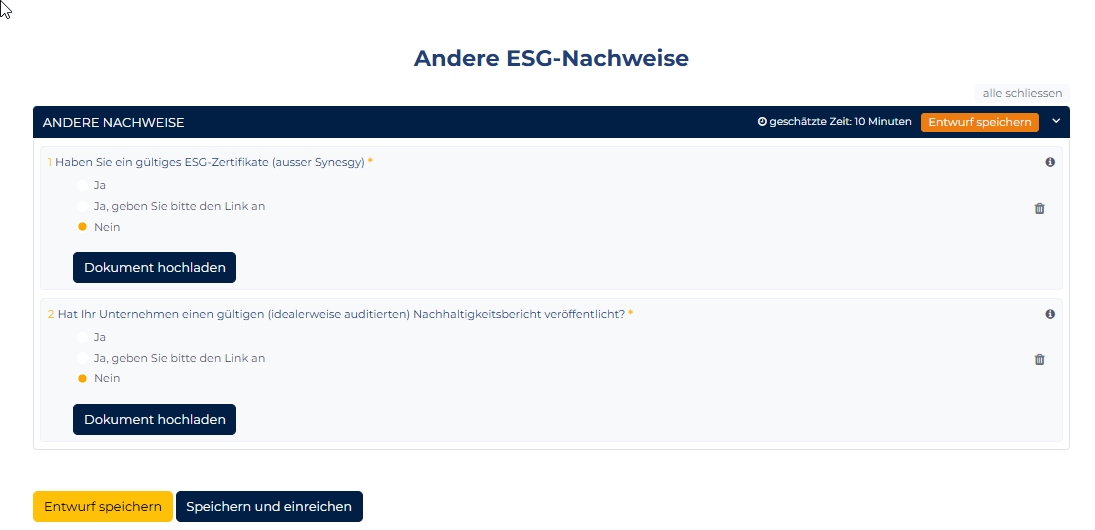 Andere ESG-Nachweise
alle schliessen
ANDERE NACHWEISE geschätzte Zeit: 10 Minuten Entwurf speichern
1 Haben Sie ein gültiges ESG-Zertifikate (ausser Synesgy) *
Ja
Ja, geben Sie bitte den Link an
Nein
Dokument hochladen
2 Hat Ihr Unternehmen einen gültigen (idealerweise auditierten) Nachhaltigkeitsbericht veröffentlicht? *
Ja
Ja, geben Sie bitte den Link an
Nein
Dokument hochladen
Entwurf speichern Speichern und einreichen